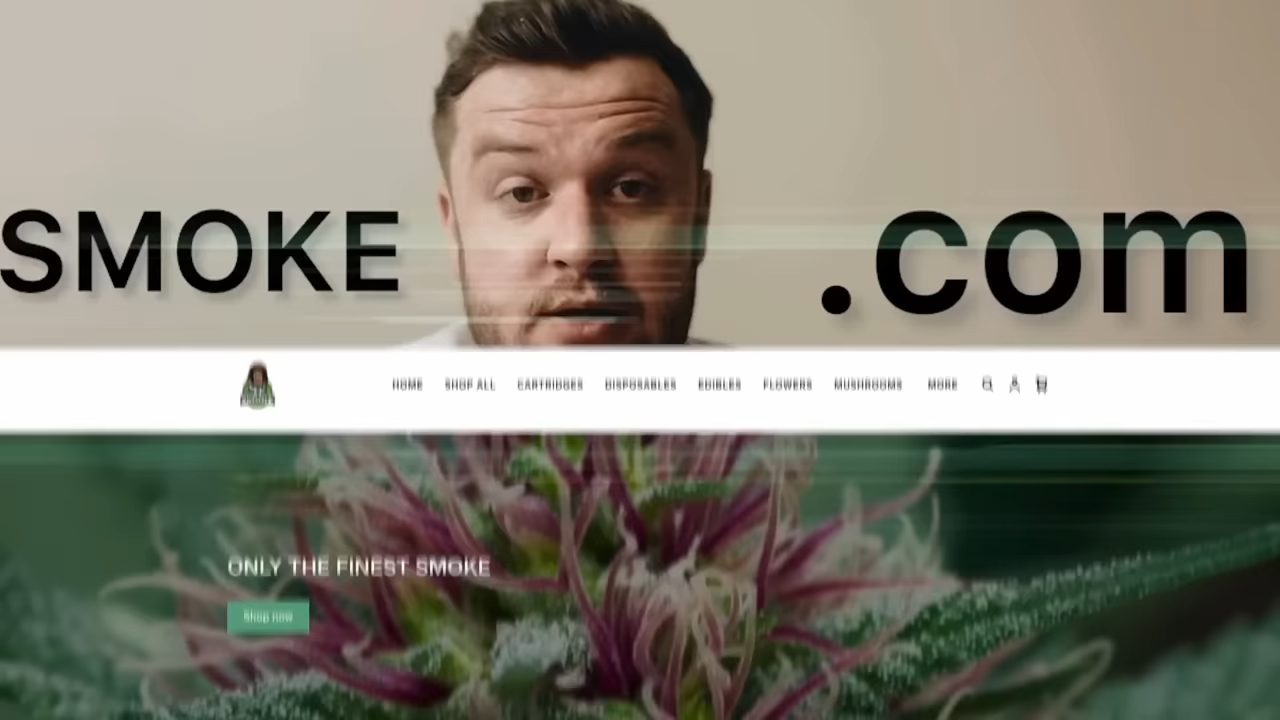 SMOKE .com
HOME SHOP ALL CARTRIDGES DISPOSABLES EDIBLES FLOWERS MUSHROOMS MORE
ONLY THE FINEST SMOKE
Shop now